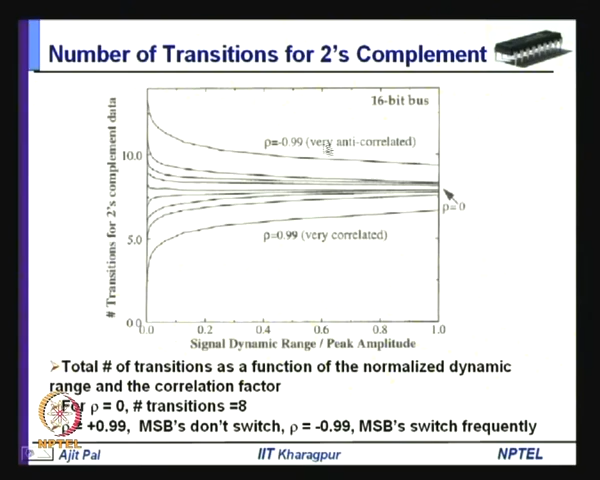 Number of Transitions for 2's Complement
16-bit bus
ρ=-0.99 (very anti-correlated)
# Transitions for 2's complement data
10.0
5.0
0.0
ρ=0
ρ=0.99 (very correlated)
0.0 0.2 0.4 0.6 0.8 1.0
Signal Dynamic Range / Peak Amplitude
➢Total # of transitions as a function of the normalized dynamic
range and the correlation factor
For ρ = 0, # transitions =8
ρ = +0.99, MSB's don't switch, ρ = -0.99, MSB's switch frequently
NPTEL
Ajit Pal IIT Kharagpur NPTEL